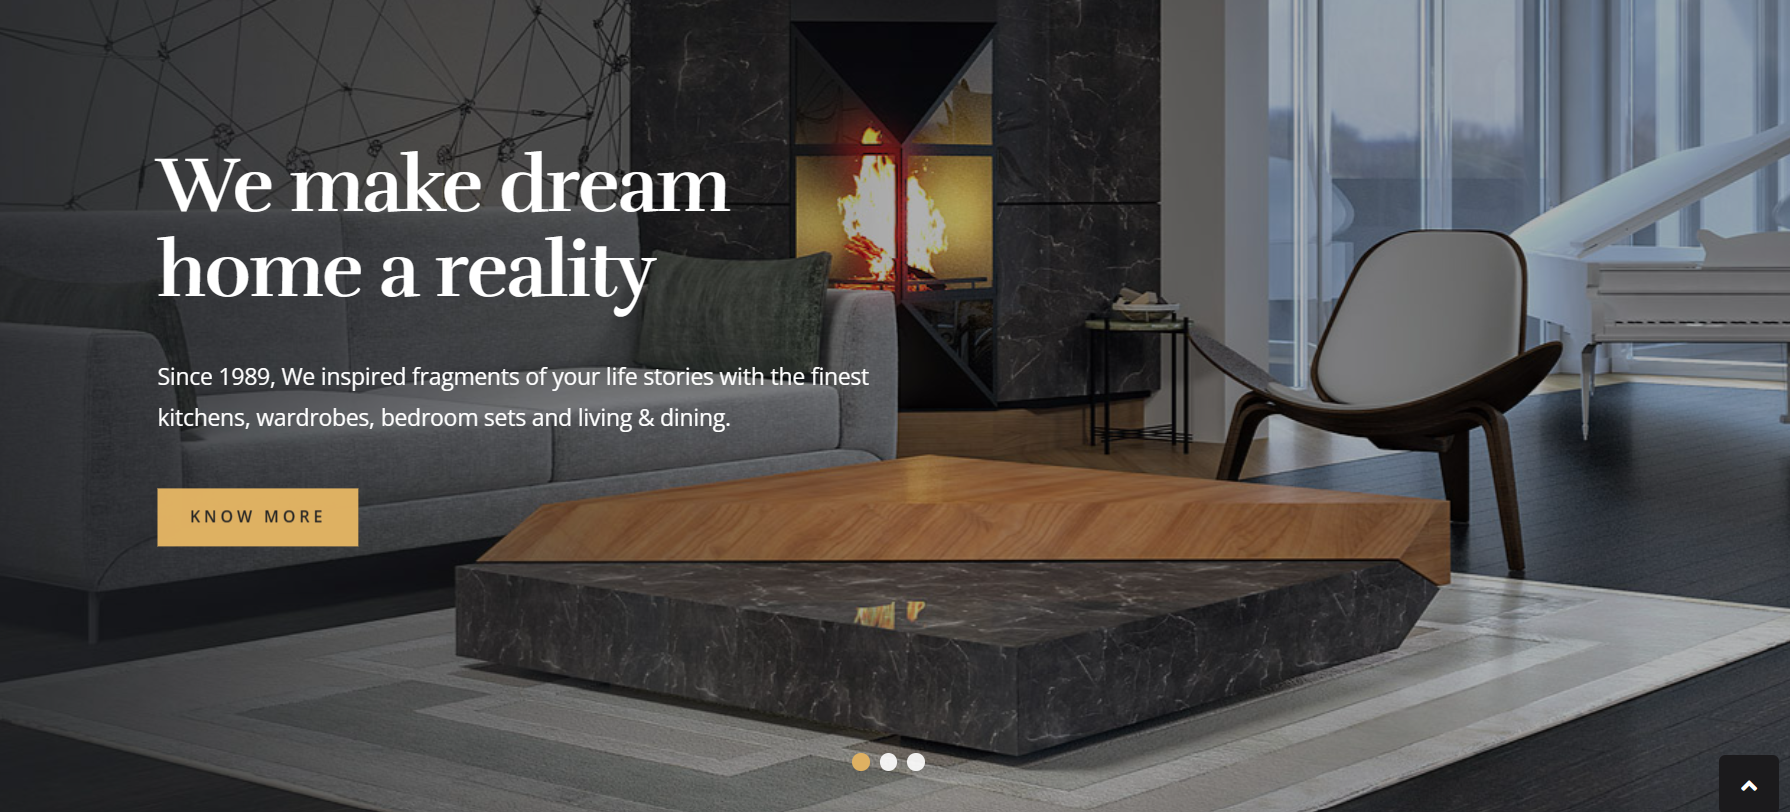 We make dream
home a reality
Since 1989, We inspired fragments of your life stories with the finest
kitchens, wardrobes, bedroom sets and living & dining.
KNOW MORE